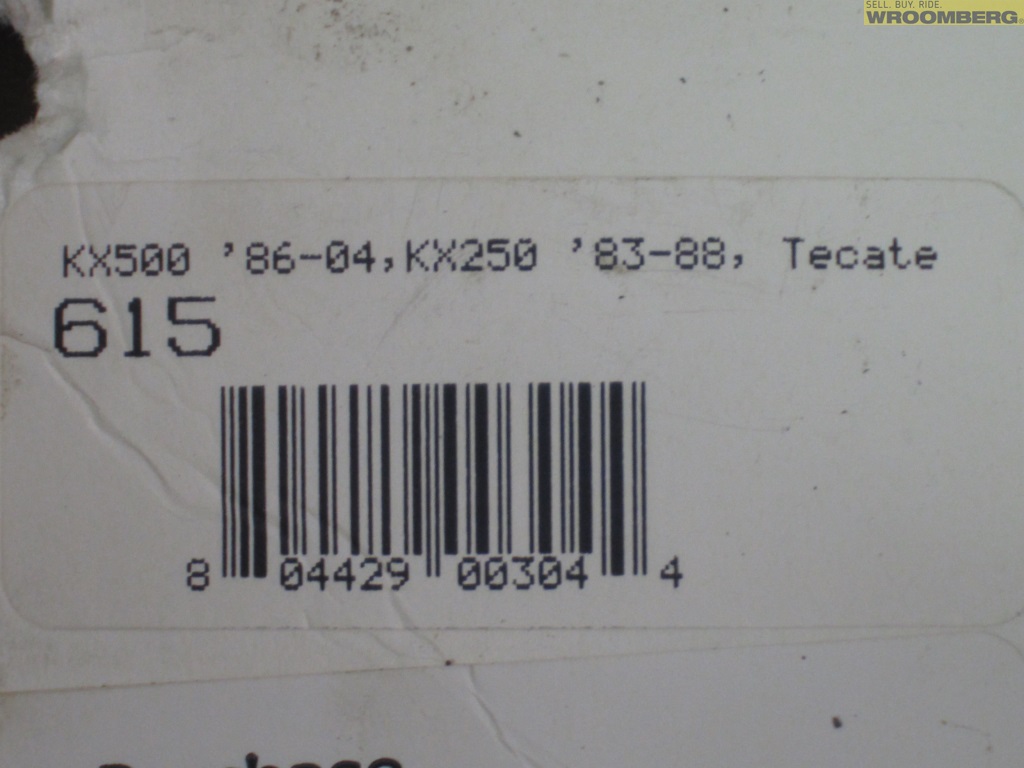 SELL. BUY. RIDE.
WROOMBERG
KX500 '86-04,KX250 '83-88, Tecate
615
8 04429 00304 4